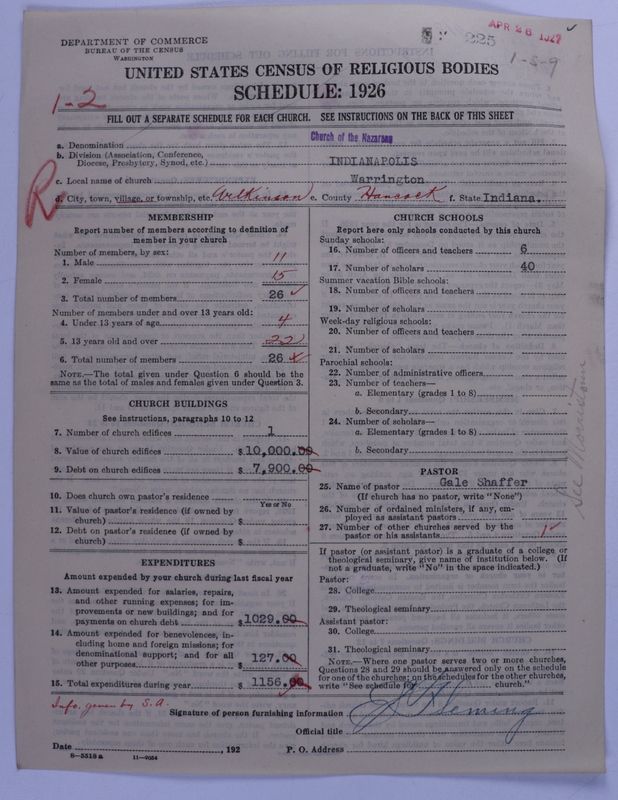 DEPARTMENT OF COMMERCE
BUREAU OF THE CENSUS
WASHINGTON
225
APR 26 1927
1-8-9
UNITED STATES CENSUS OF RELIGIOUS BODIES
SCHEDULE: 1926
1-2
FILL OUT A SEPARATE SCHEDULE FOR EACH CHURCH. SEE INSTRUCTIONS ON THE BACK OF THIS SHEET
a. Denomination Church of the Nazarene
b. Division (Association, Conference, Diocese, Presbytery, Synod, etc.) INDIANAPOLIS
c. Local name of church Warrington
R
d. City, town, village, or township, etc. Wilkinson e. County Hancock f. State Indiana.
MEMBERSHIP
Report number of members according to definition of member in your church
Number of members, by sex:
1. Male 11
2. Female 15
3. Total number of members 26
Number of members under and over 13 years old:
4. Under 13 years of age 4
5. 13 years old and over 22
6. Total number of members 26
NOTE.—The total given under Question 6 should be the same as the total of males and females given under Question 3.
CHURCH BUILDINGS
See instructions, paragraphs 10 to 12
7. Number of church edifices 1
8. Value of church edifices $10,000.00
9. Debt on church edifices $ 7,900.00
10. Does church own pastor's residence
Yes or No
11. Value of pastor's residence (if owned by church) $
12. Debt on pastor's residence (if owned by church) $
EXPENDITURES
Amount expended by your church during last fiscal year
13. Amount expended for salaries, repairs, and other running expenses; for improvements or new buildings; and for payments on church debt $1029.00
14. Amount expended for benevolences, including home and foreign missions; for denominational support; and for all other purposes $ 127.00
15. Total expenditures during year $ 1156.00
CHURCH SCHOOLS
Report here only schools conducted by this church
Sunday schools:
16. Number of officers and teachers 6
17. Number of scholars 40
Summer vacation Bible schools:
18. Number of officers and teachers
19. Number of scholars
Week-day religious schools:
20. Number of officers and teachers
21. Number of scholars
Parochial schools:
22. Number of administrative officers
23. Number of teachers—
a. Elementary (grades 1 to 8)
b. Secondary
24. Number of scholars—
a. Elementary (grades 1 to 8)
b. Secondary
PASTOR
25. Name of pastor Gale Shaffer
(If church has no pastor, write "None")
26. Number of ordained ministers, if any, employed as assistant pastors
27. Number of other churches served by the pastor or his assistants 1
If pastor (or assistant pastor) is a graduate of a college or theological seminary, give name of institution below. (If not a graduate, write "No" in the space indicated.)
Pastor:
28. College
29. Theological seminary
Assistant pastor:
30. College
31. Theological seminary
NOTE.—Where one pastor serves two or more churches, Questions 28 and 29 should be answered only on the schedule for one of the churches; on the schedules for the other churches, write "See schedule for church."
See Morristown
Info. given by S.A.
Signature of person furnishing information J W Fleming
Official title
Date , 192 P. O. Address
8-5518a 11-9054